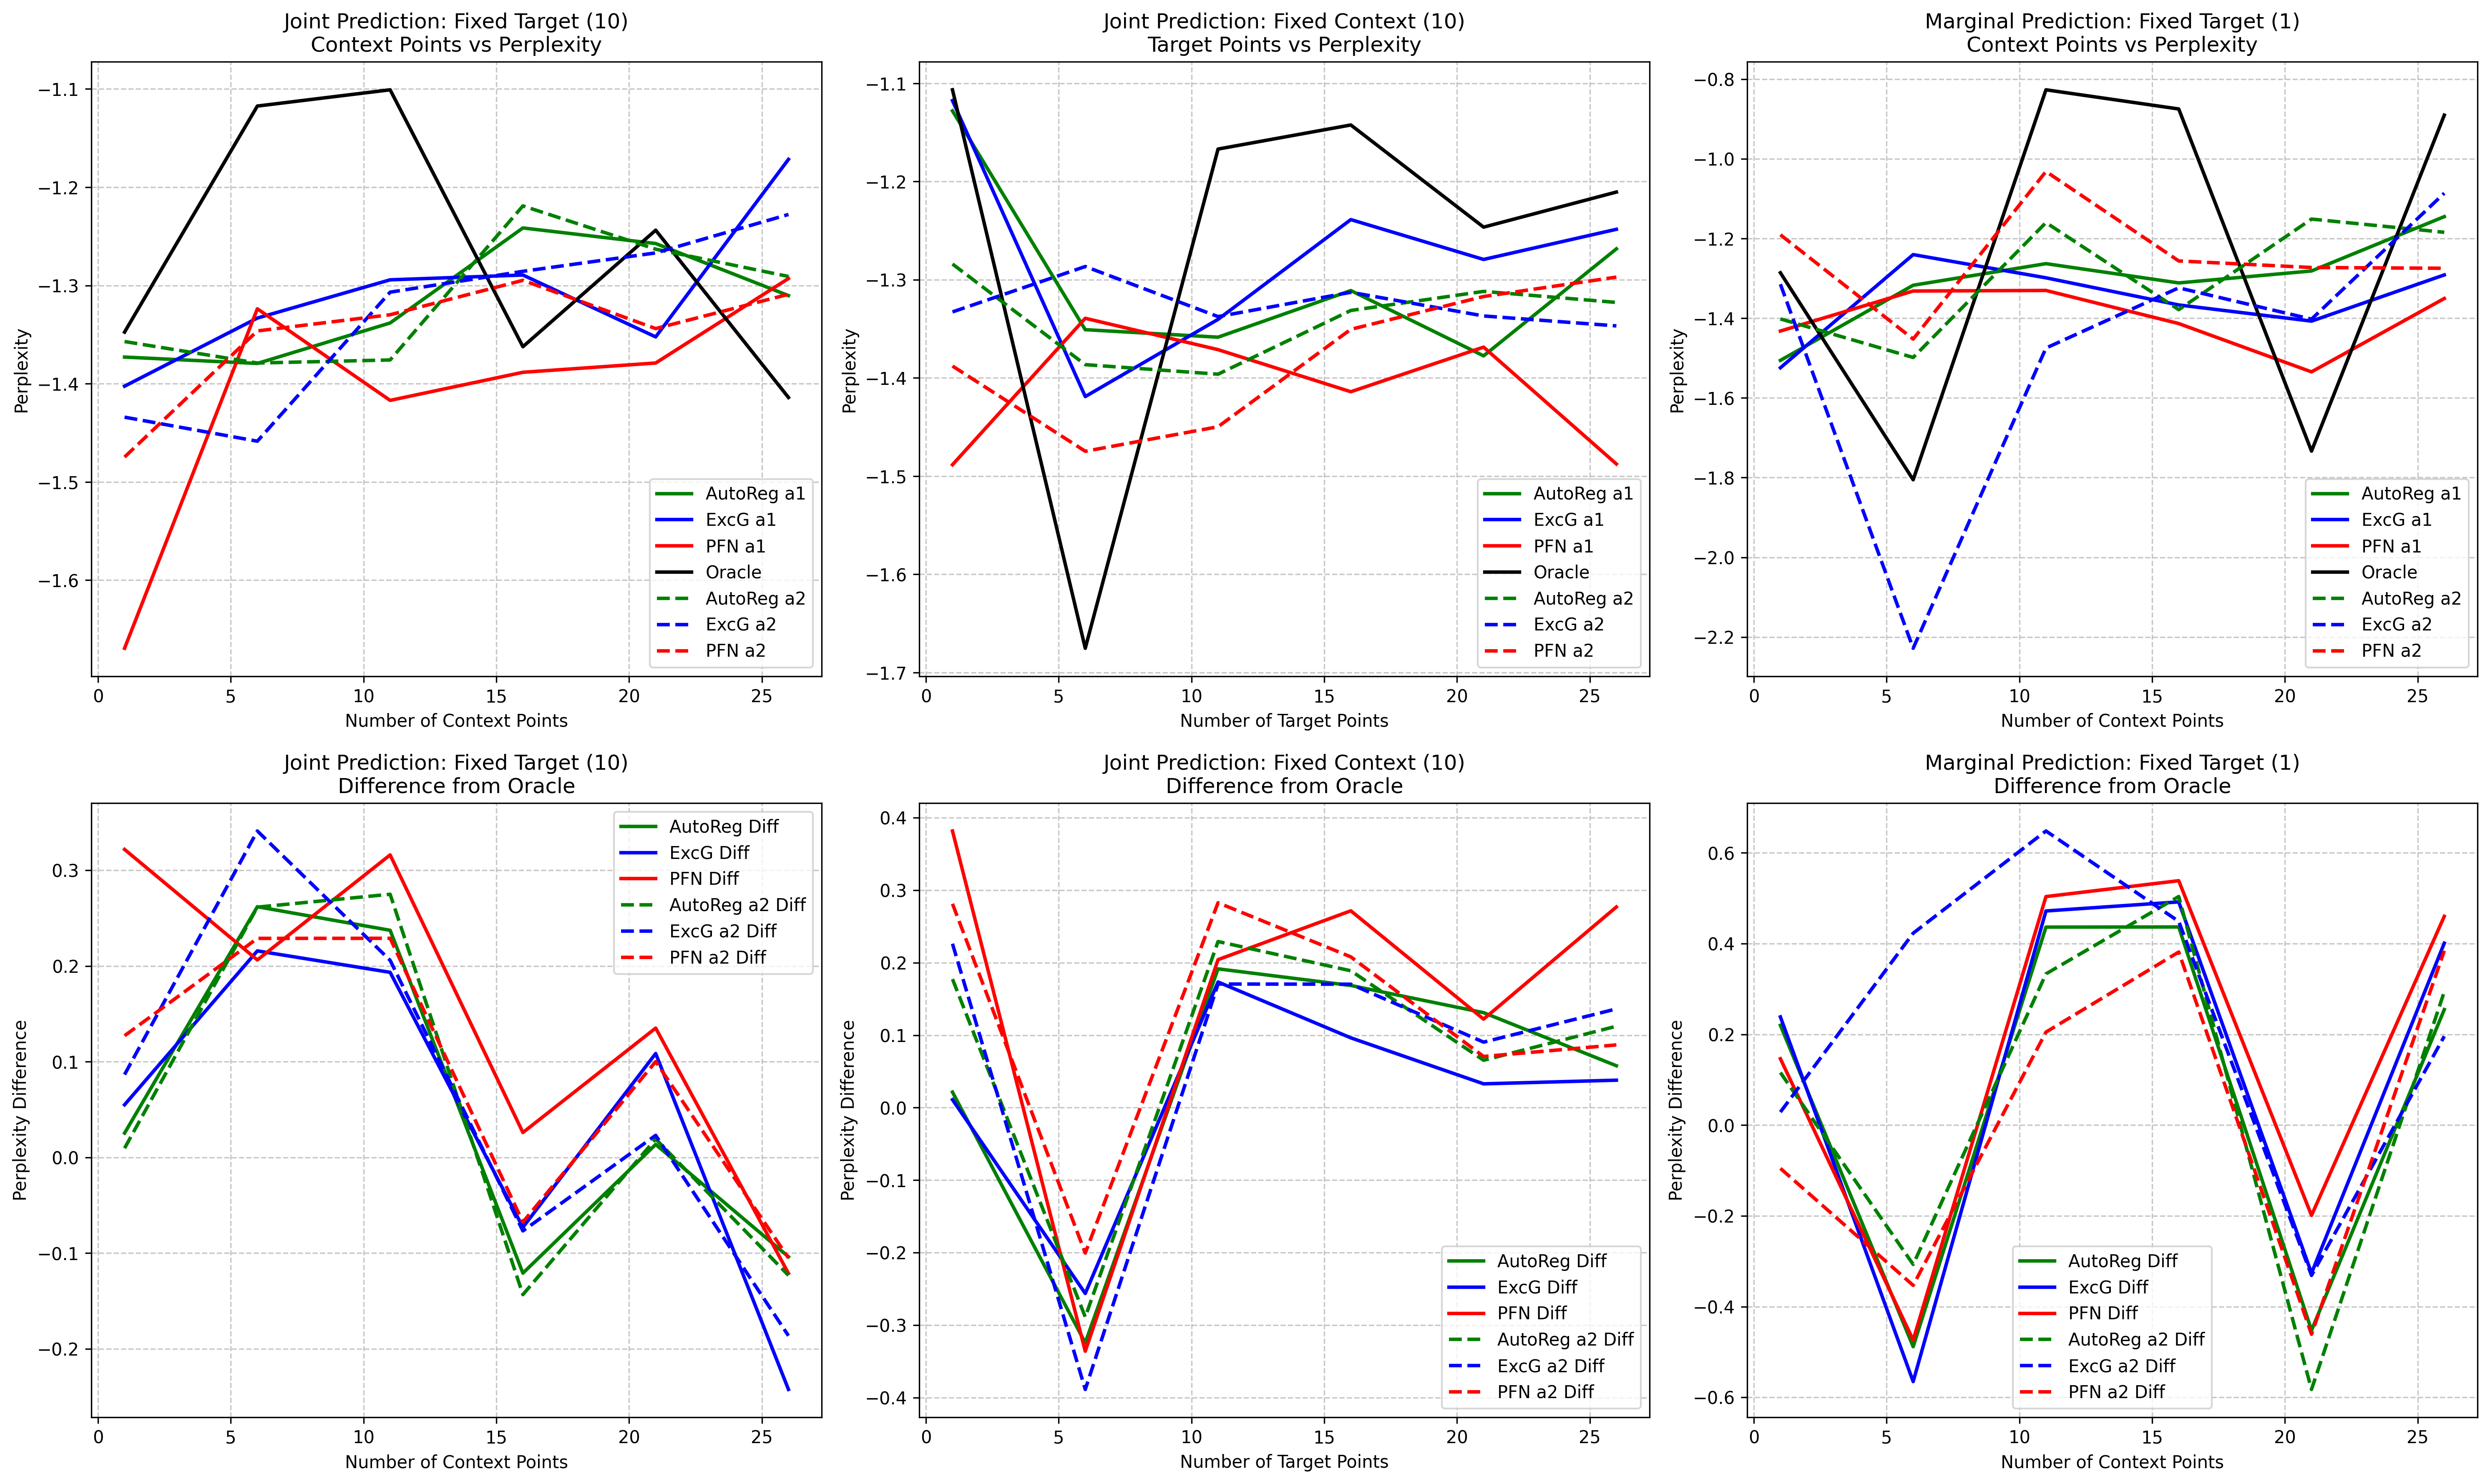 Joint Prediction: Fixed Target (10)
Context Points vs Perplexity
Perplexity
−1.1
−1.2
−1.3
−1.4
−1.5
−1.6
0
5
10
15
20
25
Number of Context Points
AutoReg a1
ExcG a1
PFN a1
Oracle
AutoReg a2
ExcG a2
PFN a2
Joint Prediction: Fixed Context (10)
Target Points vs Perplexity
Perplexity
−1.1
−1.2
−1.3
−1.4
−1.5
−1.6
−1.7
0
5
10
15
20
25
Number of Target Points
AutoReg a1
ExcG a1
PFN a1
Oracle
AutoReg a2
ExcG a2
PFN a2
Marginal Prediction: Fixed Target (1)
Context Points vs Perplexity
Perplexity
−0.8
−1.0
−1.2
−1.4
−1.6
−1.8
−2.0
−2.2
0
5
10
15
20
25
Number of Context Points
AutoReg a1
ExcG a1
PFN a1
Oracle
AutoReg a2
ExcG a2
PFN a2
Joint Prediction: Fixed Target (10)
Difference from Oracle
Perplexity Difference
0.3
0.2
0.1
0.0
−0.1
−0.2
0
5
10
15
20
25
Number of Context Points
AutoReg Diff
ExcG Diff
PFN Diff
AutoReg a2 Diff
ExcG a2 Diff
PFN a2 Diff
Joint Prediction: Fixed Context (10)
Difference from Oracle
Perplexity Difference
0.4
0.3
0.2
0.1
0.0
−0.1
−0.2
−0.3
−0.4
0
5
10
15
20
25
Number of Target Points
AutoReg Diff
ExcG Diff
PFN Diff
AutoReg a2 Diff
ExcG a2 Diff
PFN a2 Diff
Marginal Prediction: Fixed Target (1)
Difference from Oracle
Perplexity Difference
0.6
0.4
0.2
0.0
−0.2
−0.4
−0.6
0
5
10
15
20
25
Number of Context Points
AutoReg Diff
ExcG Diff
PFN Diff
AutoReg a2 Diff
ExcG a2 Diff
PFN a2 Diff